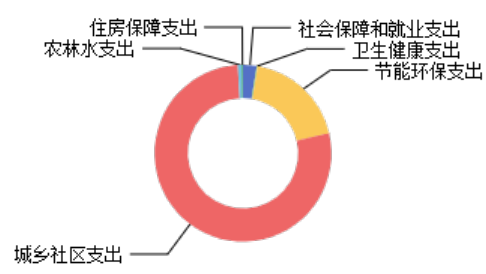 住房保障支出
社会保障和就业支出
农林水支出
卫生健康支出
节能环保支出
城乡社区支出